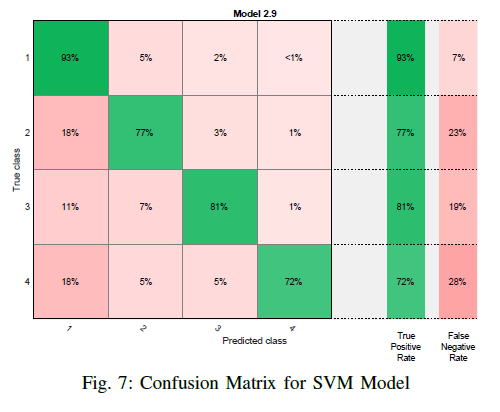 Model 2.9
1 93% 5% 2% <1% 93% 7%
2 18% 77% 3% 1% 77% 23%
3 11% 7% 81% 1% 81% 19%
4 18% 5% 5% 72% 72% 28%
True class
1 2 3 4
Predicted class
True Positive Rate
False Negative Rate
Fig. 7: Confusion Matrix for SVM Model